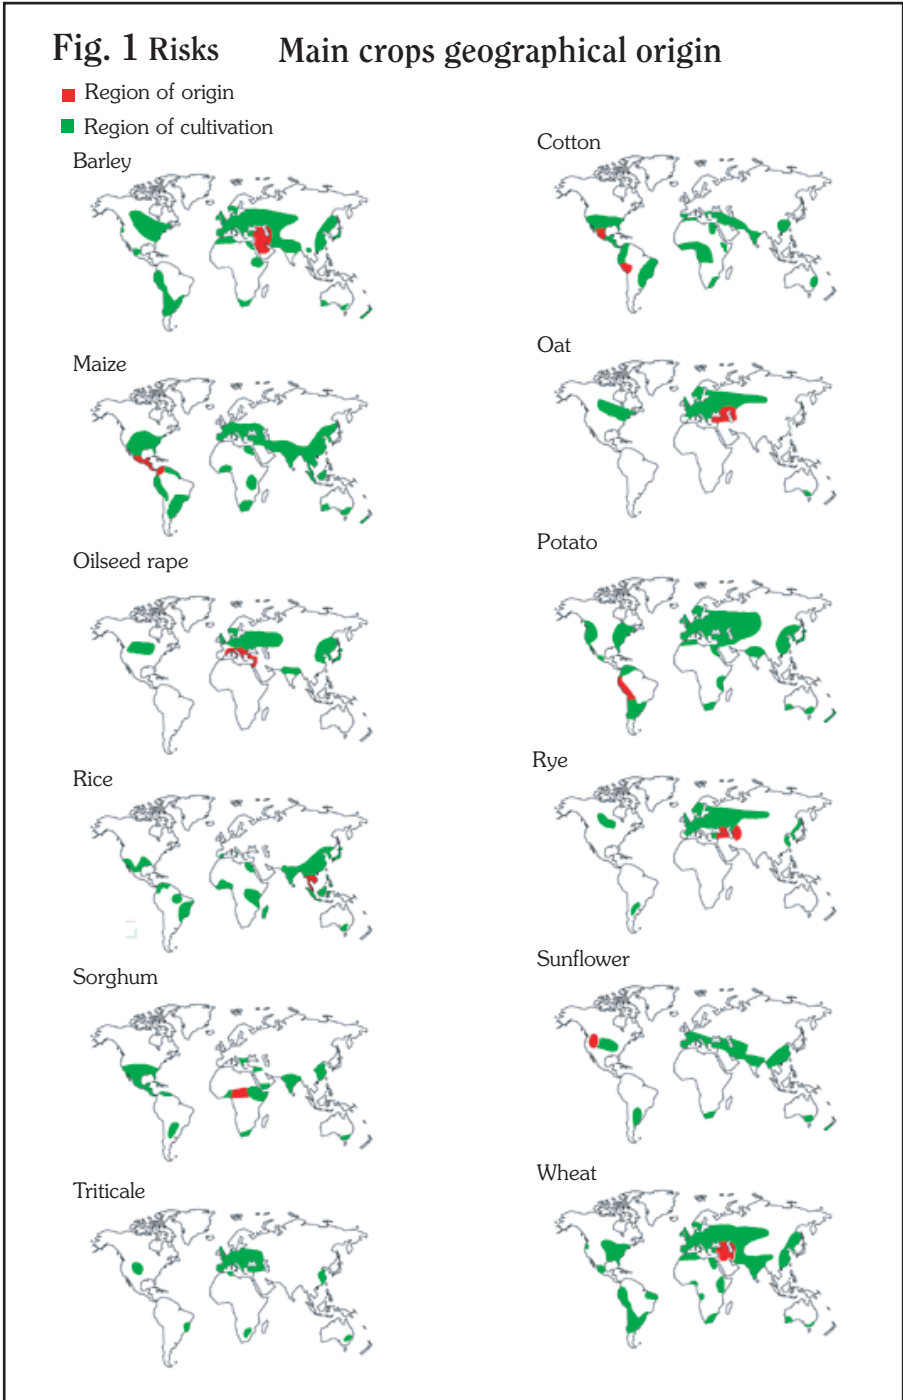 Fig. 1 Risks Main crops geographical origin
Region of origin
Region of cultivation
Barley
Cotton
Maize
Oat
Oilseed rape
Potato
Rice
Rye
Sorghum
Sunflower
Triticale
Wheat